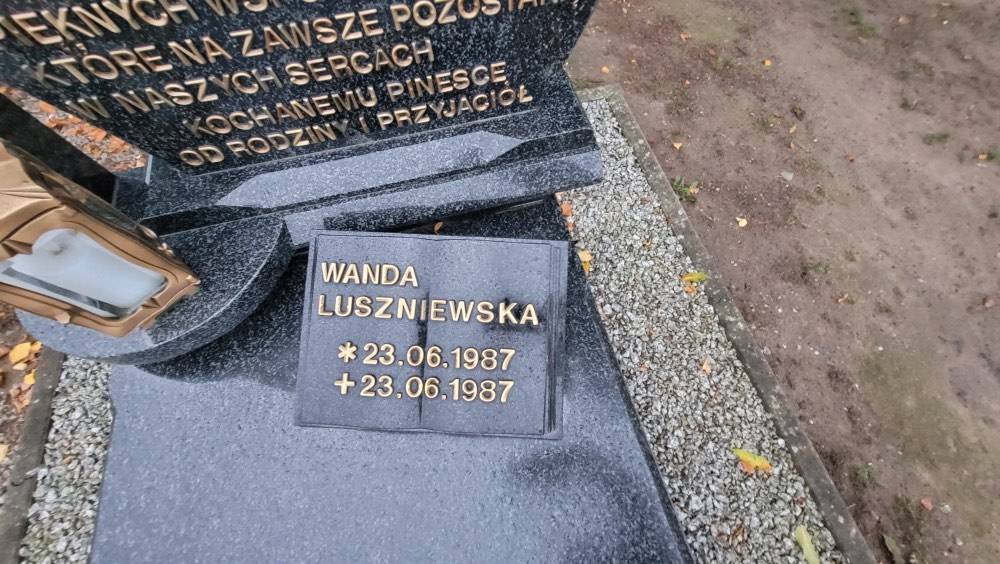 KTÓRE NA ZAWSZE
W NASZYCH SERCACH
KOCHANEMU PINESCE
OD RODZINY I PRZYJACIÓŁ
WANDA
LUSZNIEWSKA
* 23.06.1987
+ 23.06.1987